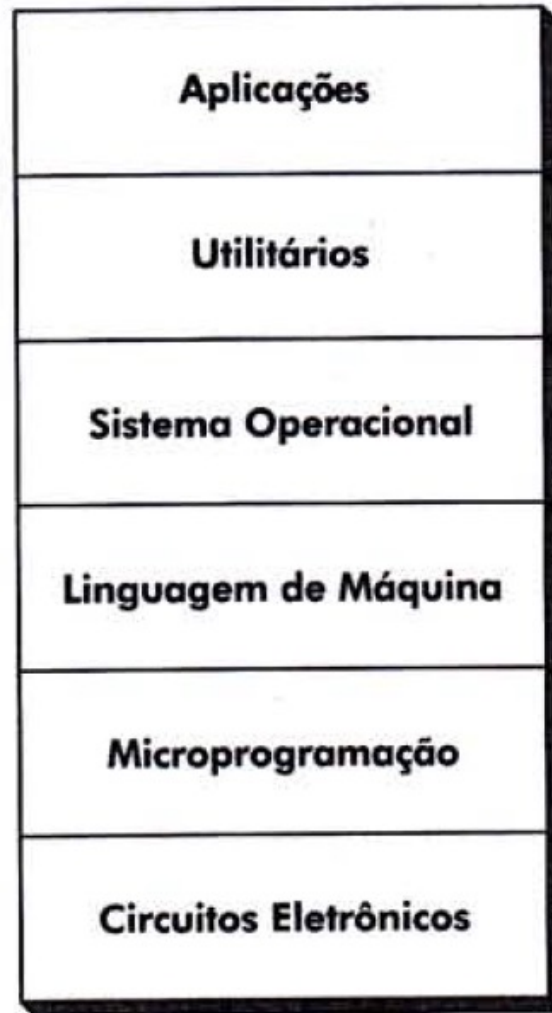 Aplicações
Utilitários
Sistema Operacional
Linguagem de Máquina
Microprogramação
Circuitos Eletrônicos